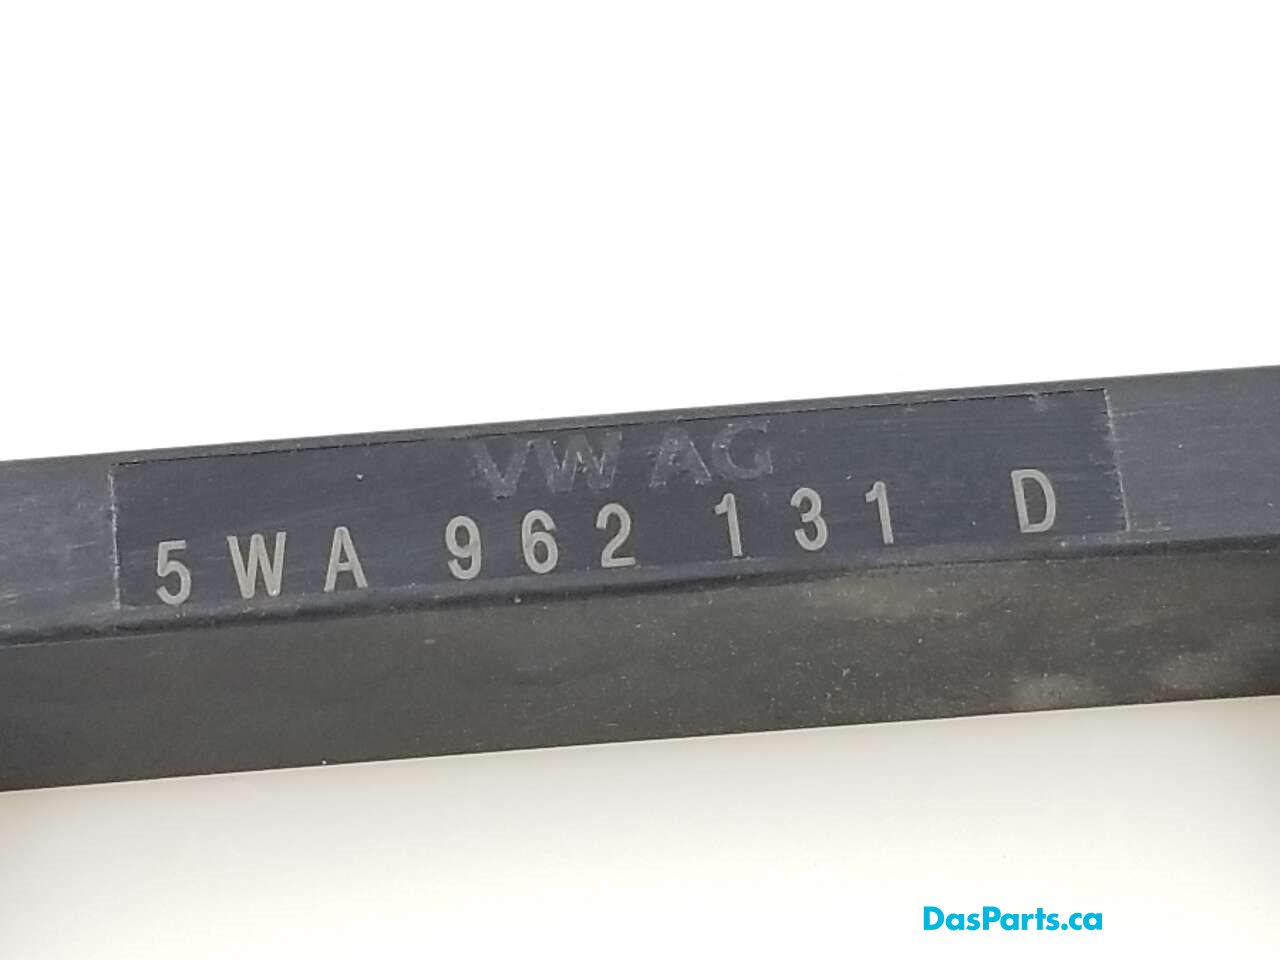 VW AG
5WA 962 131 D
DasParts.ca